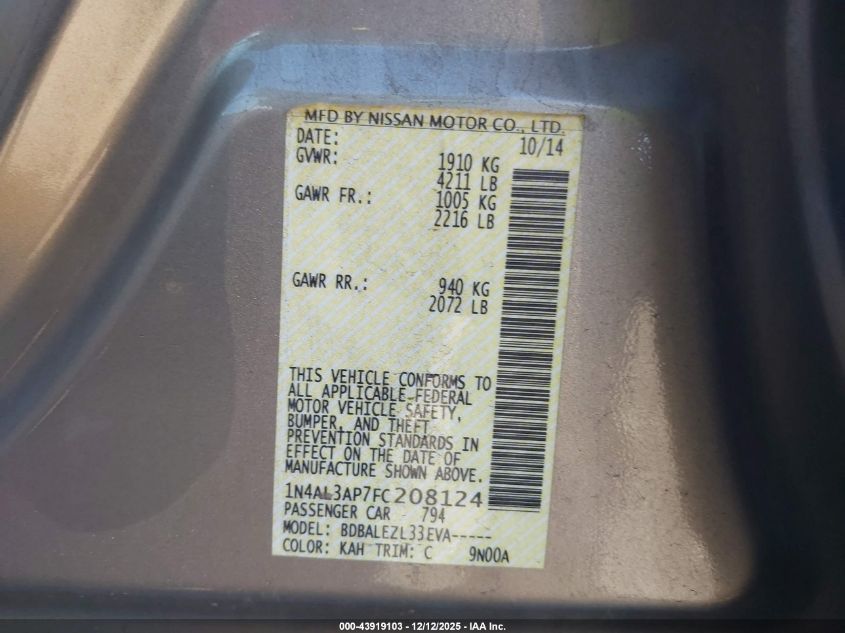 MFD BY NISSAN MOTOR CO., LTD.
DATE: 10/14
GVWR: 1910 KG
4211 LB
GAWR FR.: 1005 KG
2216 LB
GAWR RR.: 940 KG
2072 LB
THIS VEHICLE CONFORMS TO
ALL APPLICABLE FEDERAL
MOTOR VEHICLE SAFETY,
BUMPER, AND THEFT
PREVENTION STANDARDS IN
EFFECT ON THE DATE OF
MANUFACTURE SHOWN ABOVE.
1N4AL3AP7FC208124
PASSENGER CAR 794
MODEL: BDBALEZL33EVA-----
COLOR: KAH TRIM: C 9N00A
000-43919103 - 12/12/2025 - IAA Inc.